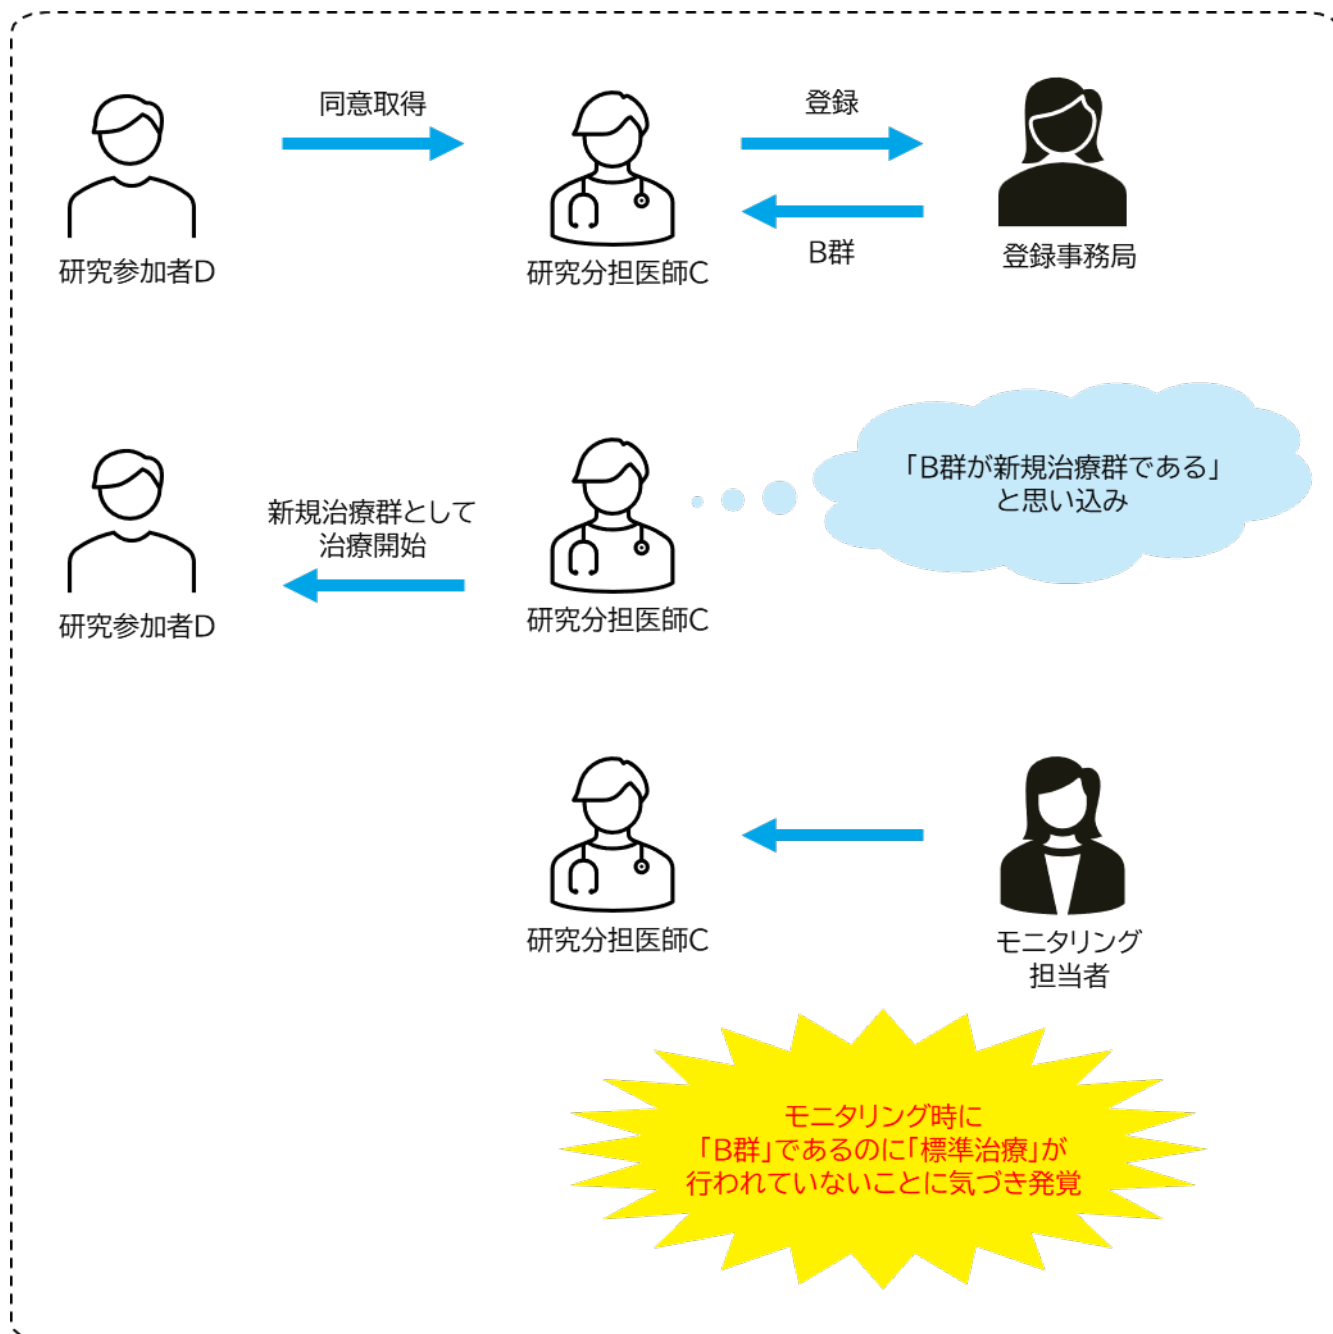 同意取得
登録
B群
研究参加者D
研究分担医師C
登録事務局
「B群が新規治療群である」
と思い込み
新規治療群として
治療開始
研究参加者D
研究分担医師C
研究分担医師C
モニタリング
担当者
モニタリング時に
「B群」であるのに「標準治療」が
行われていないことに気づき発覚